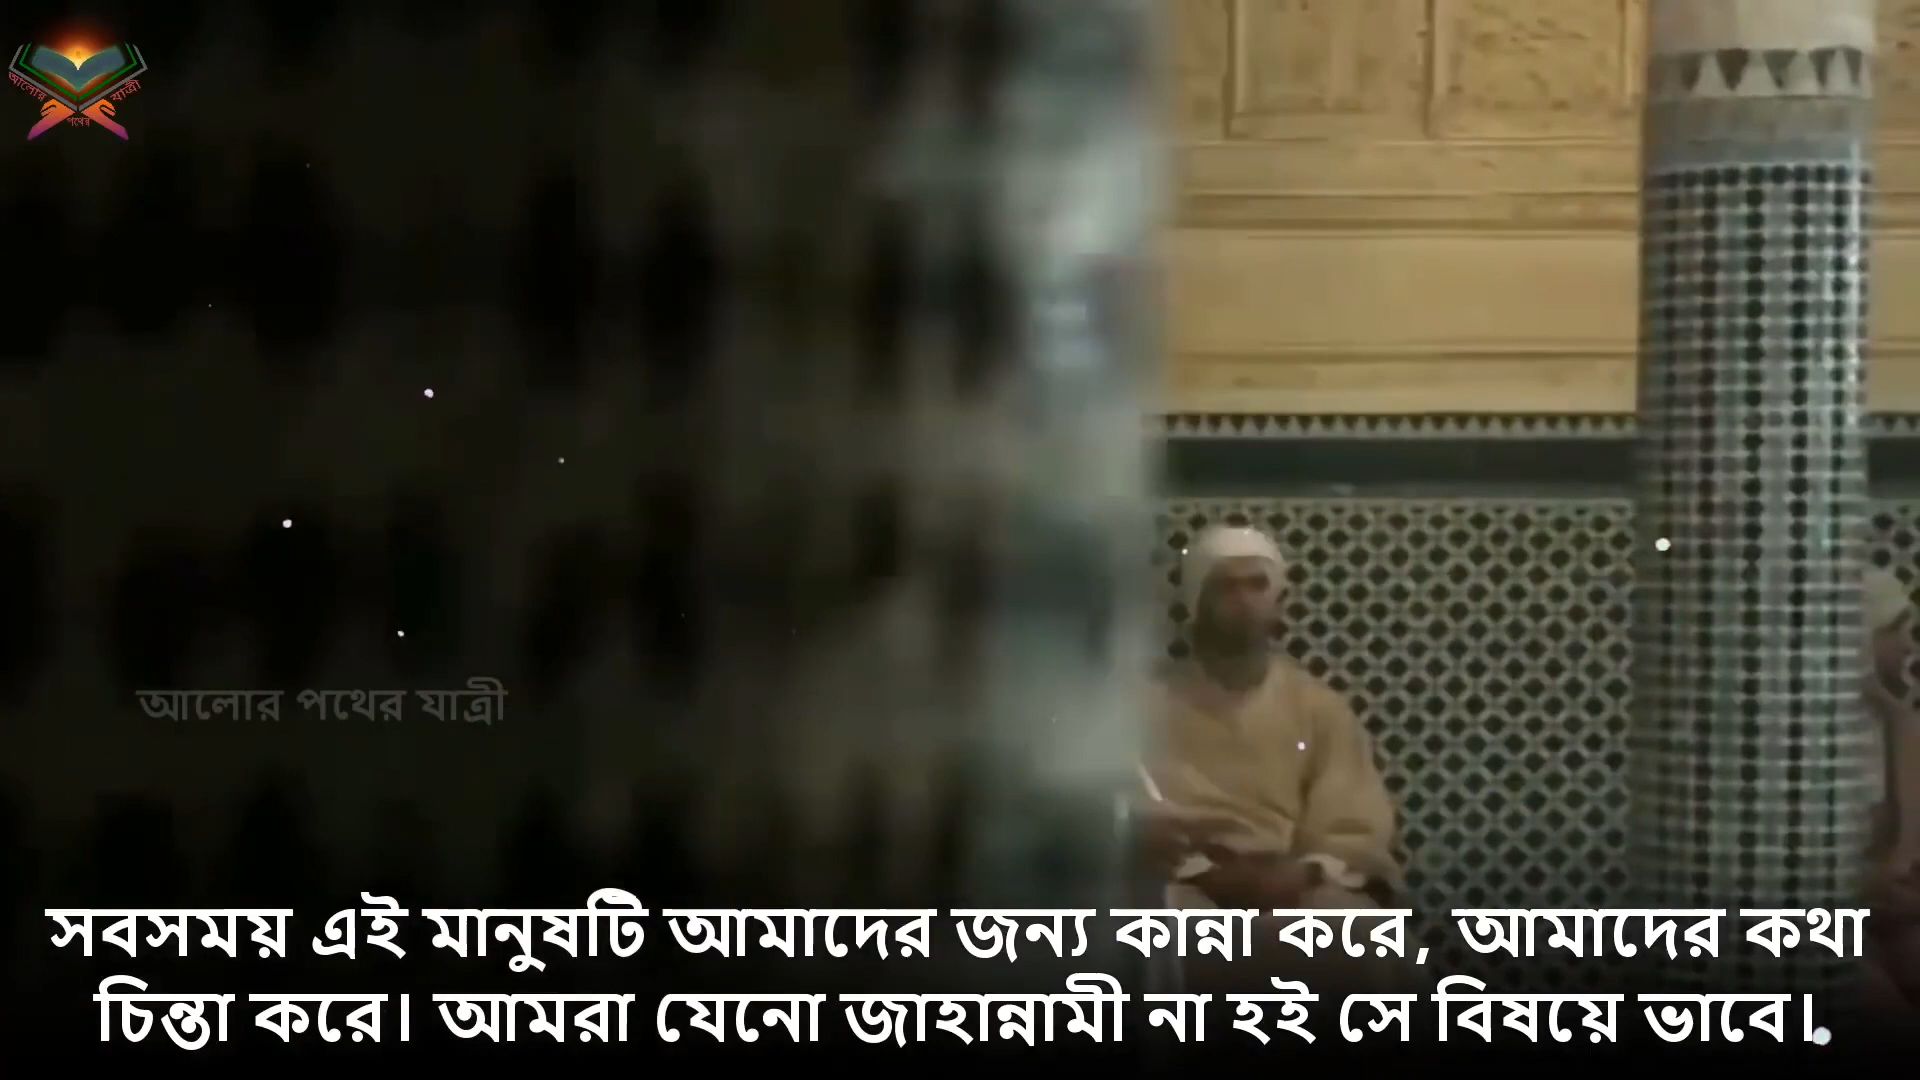 আলোর পথের যাত্রী
আলোর পথের যাত্রী
সবসময় এই মানুষটি আমাদের জন্য কান্না করে, আমাদের কথা
চিন্তা করে। আমরা যেনো জাহান্নামী না হই সে বিষয়ে ভাবে।